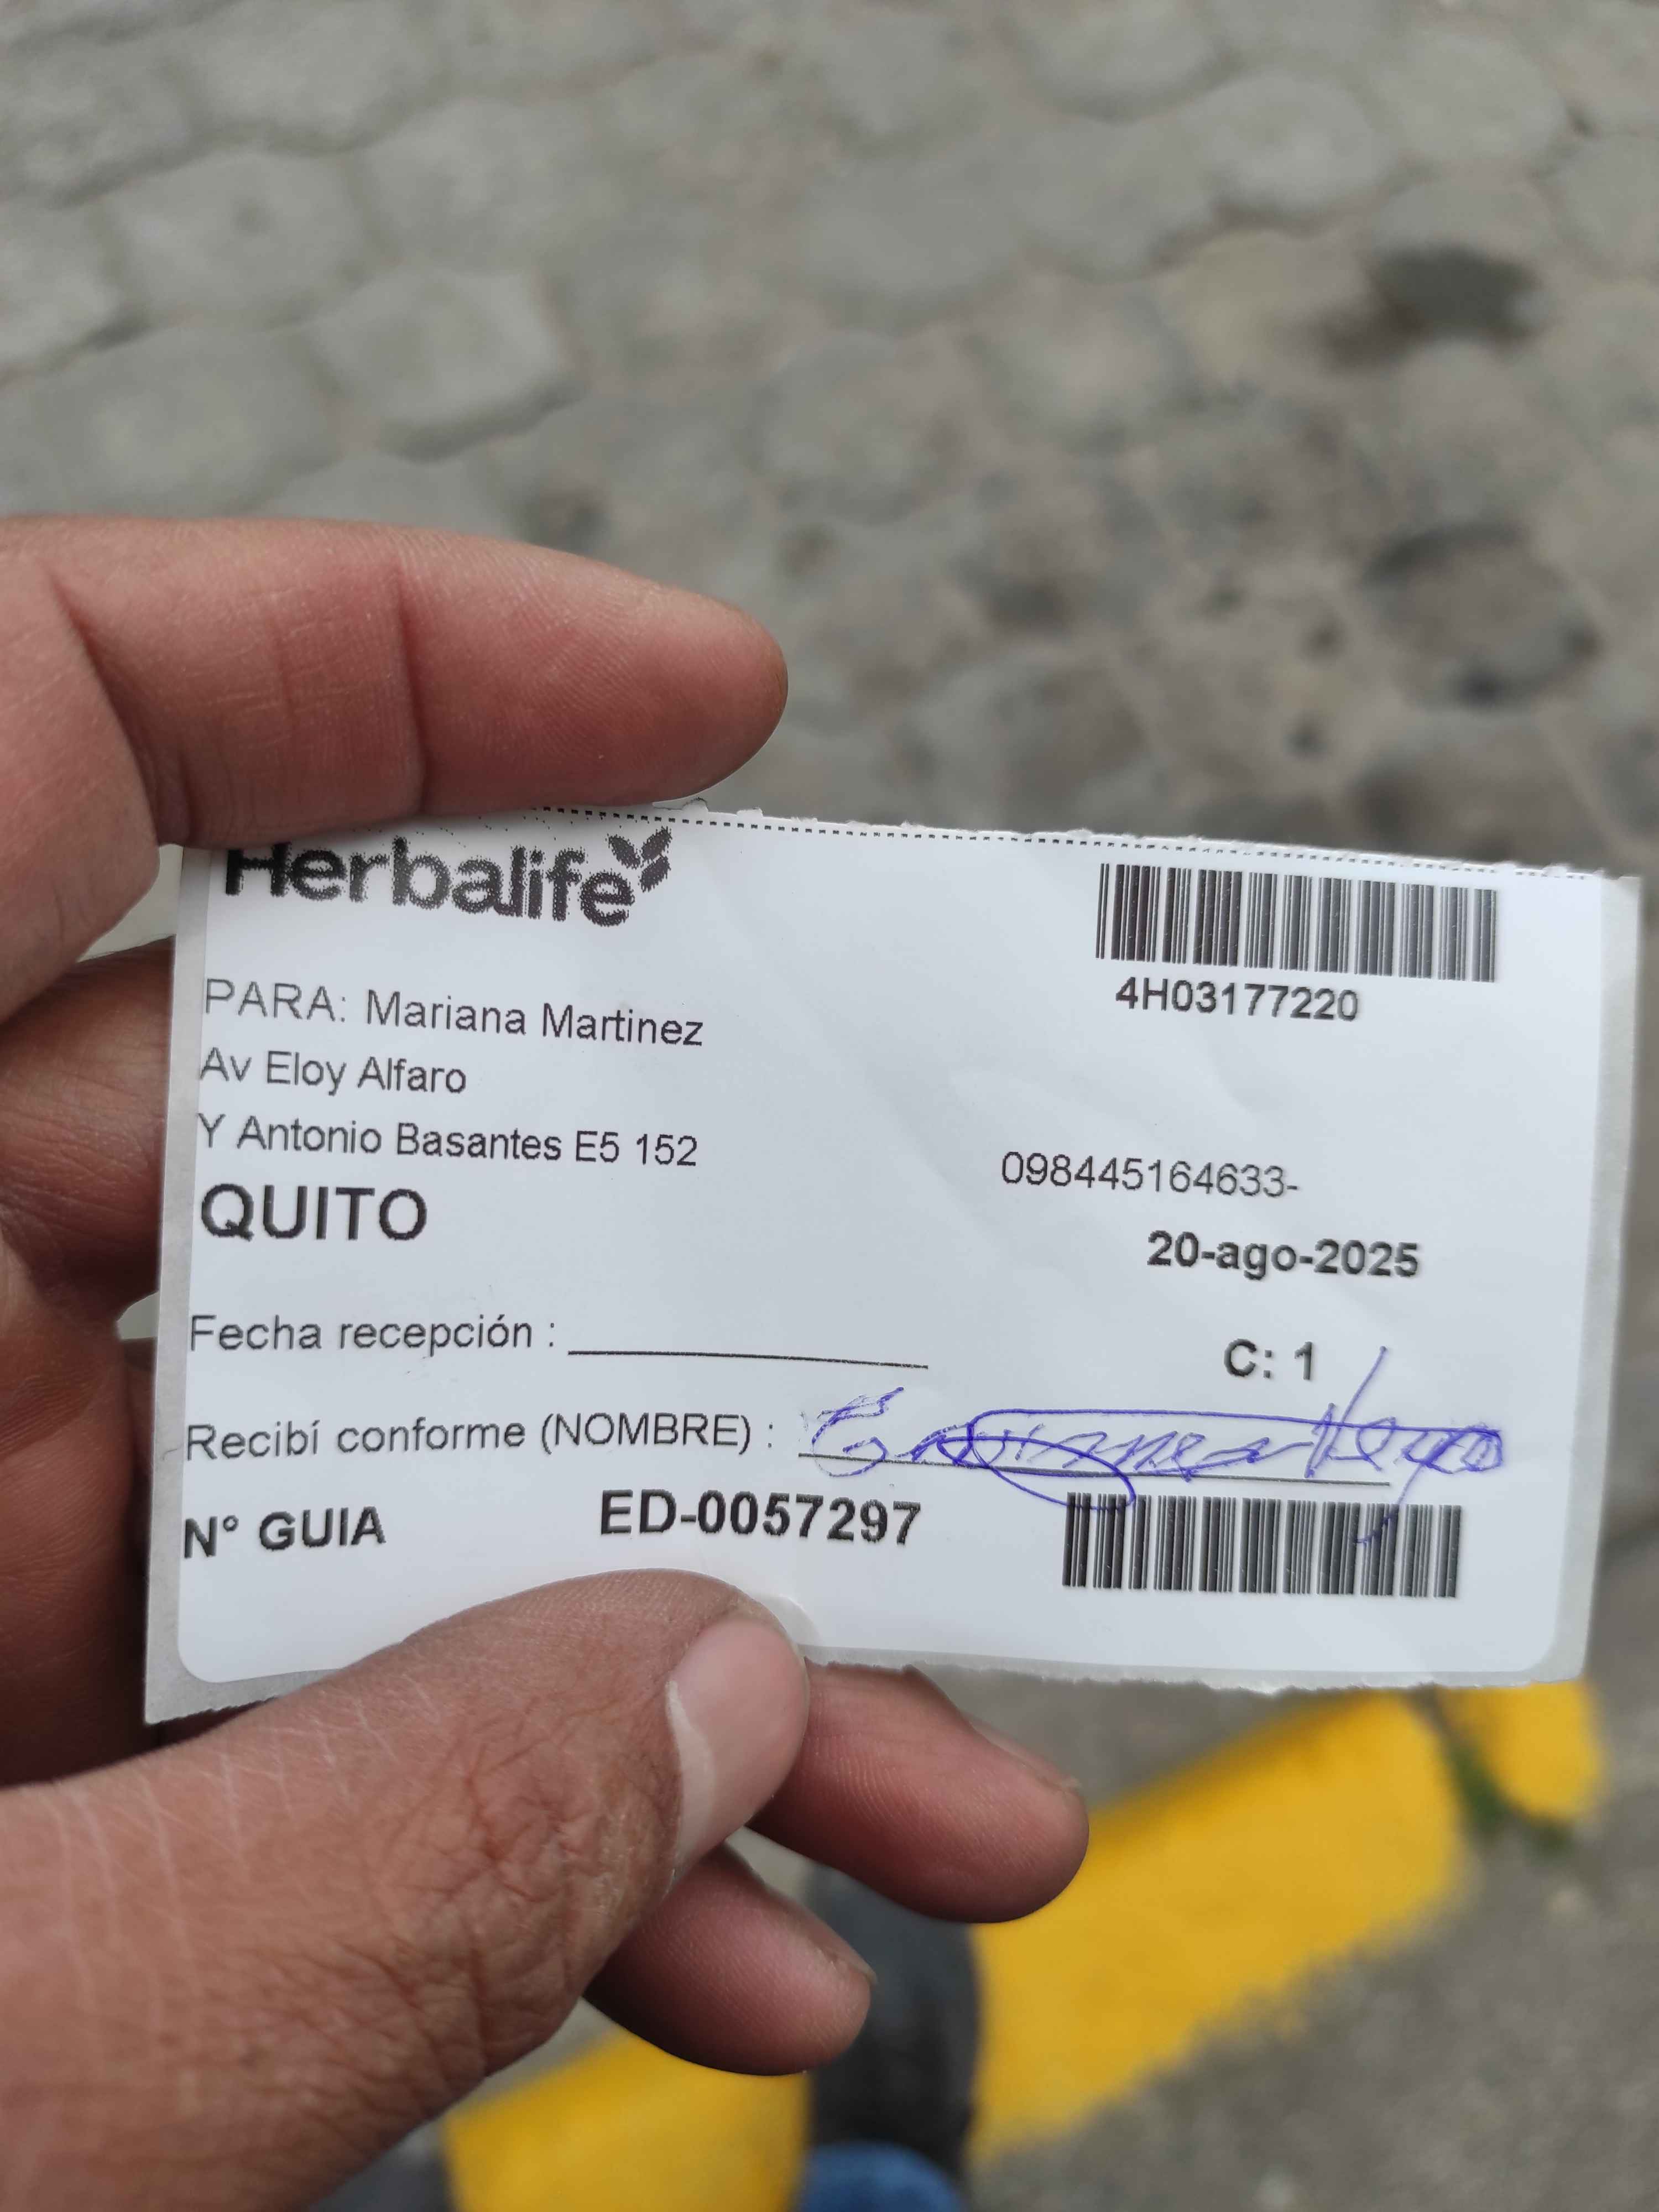 Herbalife
4H03177220
PARA: Mariana Martinez
Av Eloy Alfaro
Y Antonio Basantes E5 152
098445164633-
QUITO
20-ago-2025
Fecha recepción :
C: 1
Recibí conforme (NOMBRE) :
N° GUIA ED-0057297